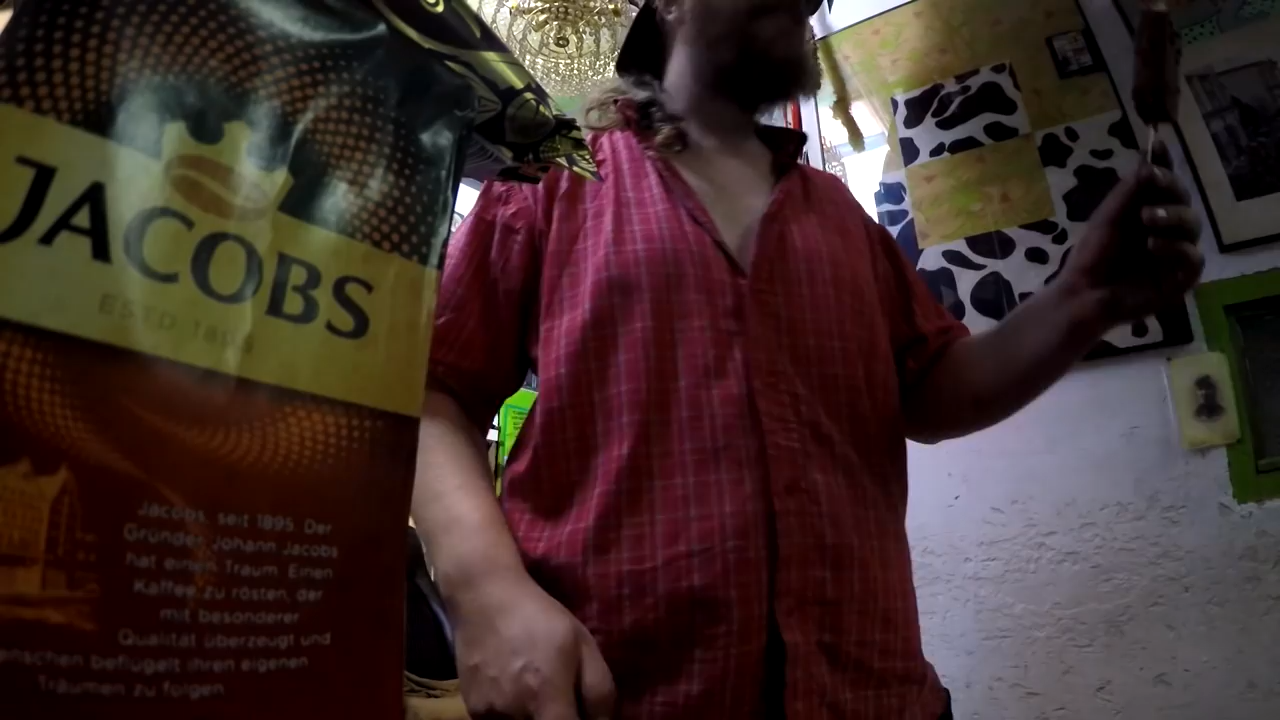 JACOBS
ESTD 1895
Jacobs, seit 1895. Der
Gründer Johann Jacobs
hat einen Traum. Einen
Kaffee zu rösten, der
mit besonderer
Qualität überzeugt und
enschen beflügelt ihren eigenen
Träumen zu folgen.